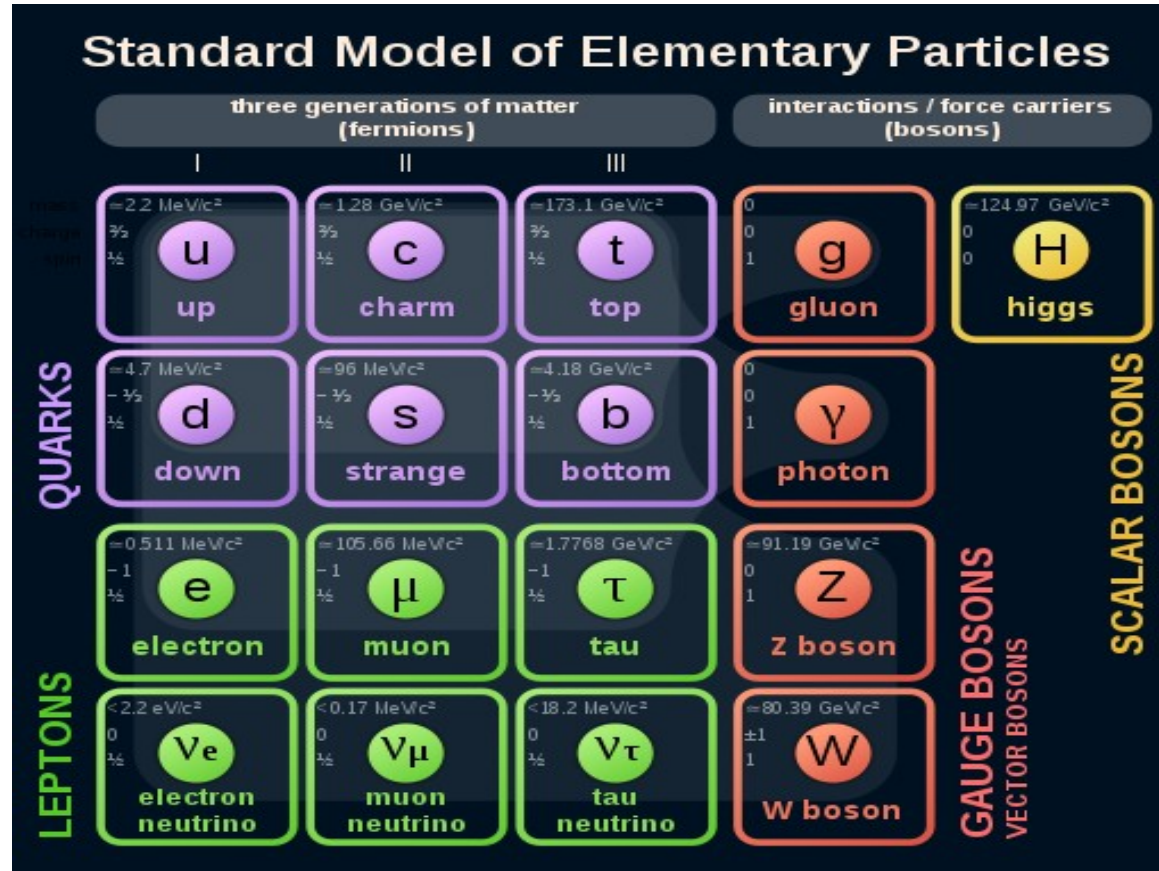 Standard Model of Elementary Particles
three generations of matter
(fermions)
interactions / force carriers
(bosons)
I
II
III
mass
charge
spin
≃2.2 MeV/c²
⅔
½
u
up
≃1.28 GeV/c²
⅔
½
c
charm
≃173.1 GeV/c²
⅔
½
t
top
0
0
1
g
gluon
≃124.97 GeV/c²
0
0
H
higgs
QUARKS
≃4.7 MeV/c²
−⅓
½
d
down
≃96 MeV/c²
−⅓
½
s
strange
≃4.18 GeV/c²
−⅓
½
b
bottom
0
0
1
γ
photon
SCALAR BOSONS
LEPTONS
≃0.511 MeV/c²
−1
½
e
electron
≃105.66 MeV/c²
−1
½
μ
muon
≃1.7768 GeV/c²
−1
½
τ
tau
≃91.19 GeV/c²
0
1
Z
Z boson
GAUGE BOSONS
VECTOR BOSONS
<2.2 eV/c²
0
½
νe
electron
neutrino
<0.17 MeV/c²
0
½
νμ
muon
neutrino
<18.2 MeV/c²
0
½
ντ
tau
neutrino
≃80.39 GeV/c²
±1
1
W
W boson